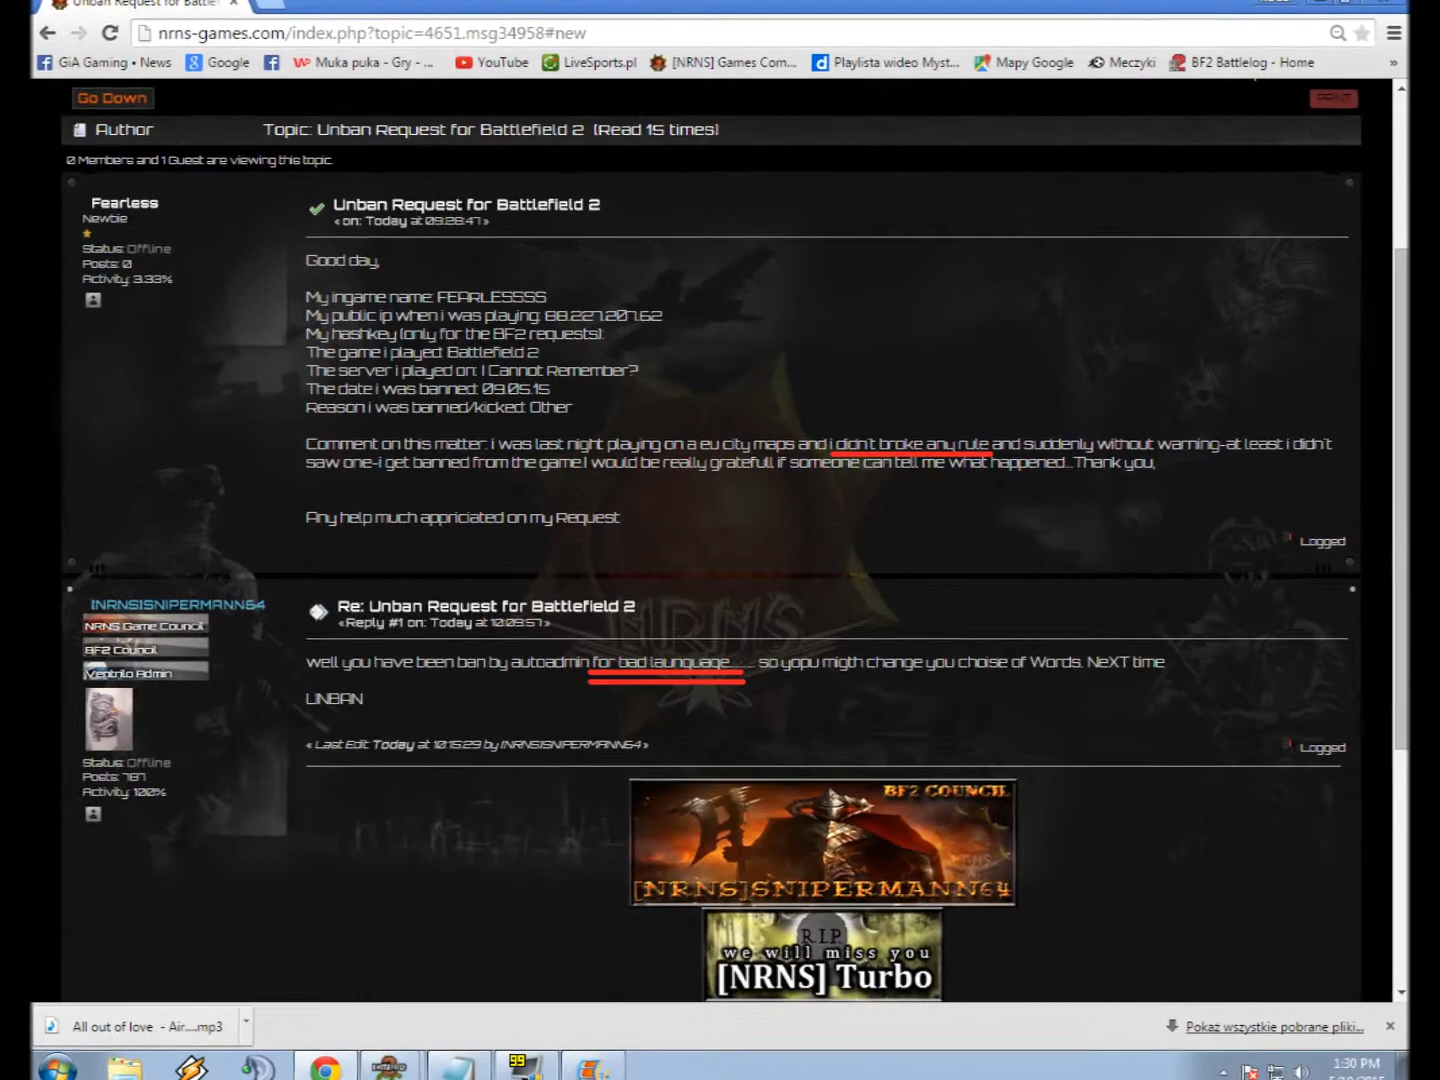 Unban Request for Battlef
nrns-games.com/index.php?topic=4651.msg34958#new
GiA Gaming • News Google Muka puka - Gry - ... YouTube LiveSports.pl [NRNS] Games Com... Playlista wideo Myst... Mapy Google Meczyki BF2 Battlelog - Home »
Go Down PRINT
Author Topic: Unban Request for Battlefield 2 (Read 15 times)
0 Members and 1 Guest are viewing this topic.
Fearless
Newbie
Status: Offline
Posts: 0
Activity: 3.33%
Unban Request for Battlefield 2
« on: Today at 09:28:47 »
Good day,
My ingame name: FEARLESSSS
My public ip when i was playing: 88.227.207.62
My hashkey (only for the BF2 requests):
The game i played: Battlefield 2
The server i played on: I Cannot Remember?
The date i was banned: 09.05.15
Reason i was banned/kicked: Other
Comment on this matter: i was last night playing on a eu city maps and i didn't broke any rule and suddenly without warning-at least i didn't
saw one-i get banned from the game.I would be really gratefull if someone can tell me what happened...Thank you,
Any help much appriciated on my Request
Logged
[NRNS]SNIPERMANN64
NRNS Game Council
BF2 Council
Ventrilo Admin
Status: Offline
Posts: 787
Activity: 100%
Re: Unban Request for Battlefield 2
« Reply #1 on: Today at 10:09:57 »
well you have been ban by autoadmin for bad launguage........ so yopu migth change you choise of Words. NeXT time
UNBAN
« Last Edit: Today at 10:15:29 by [NRNS]SNIPERMANN64 »
Logged
NRNS
BF2 COUNCIL
[NRNS]SNIPERMANN64
R.I.P.
we will miss you
[NRNS] Turbo
All out of love - Air....mp3
Pokaż wszystkie pobrane pliki...
99
1:30 PM